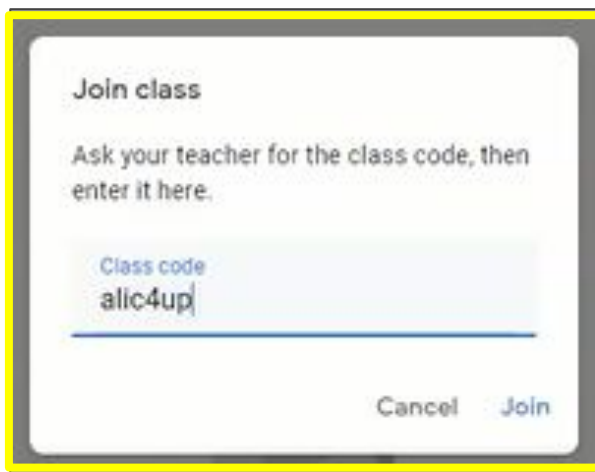 Join class
Ask your teacher for the class code, then
enter it here.
Class code
alic4up
Cancel Join